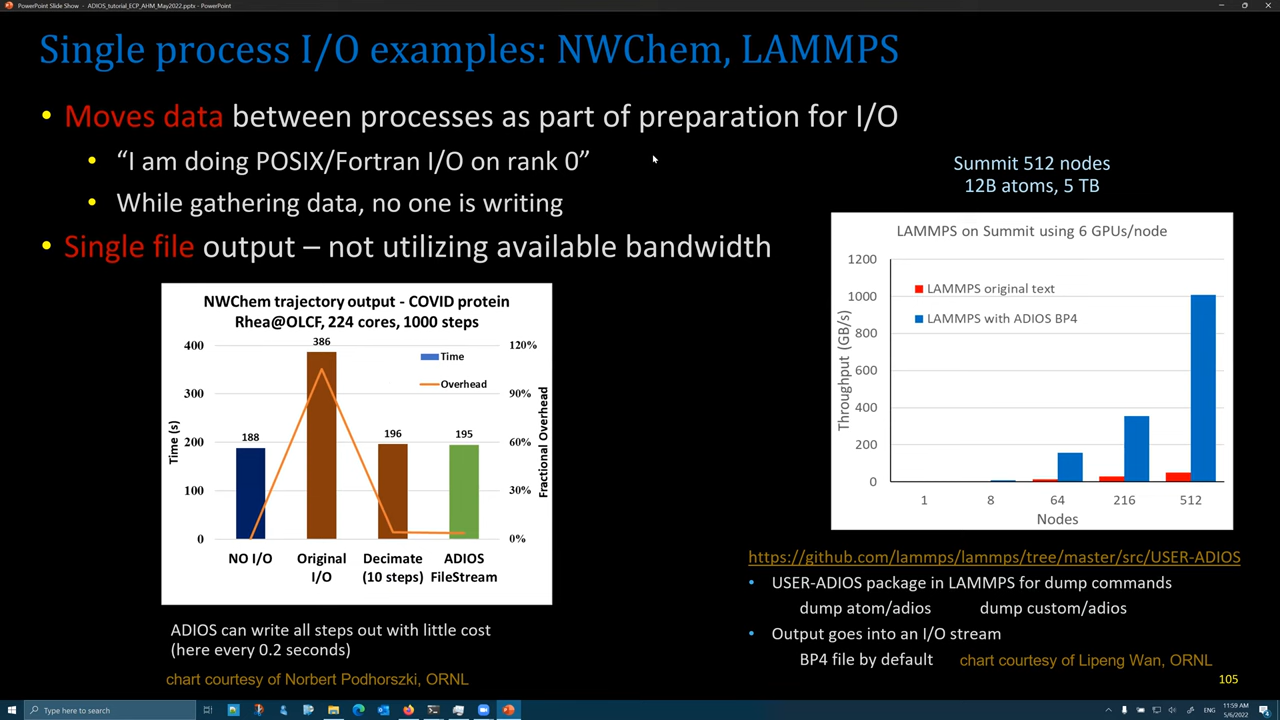 PowerPoint Slide Show - ADIOS_tutorial_ECP_AHM_May2022.pptx - PowerPoint
Single process I/O examples: NWChem, LAMMPS
• Moves data between processes as part of preparation for I/O
• “I am doing POSIX/Fortran I/O on rank 0”
• While gathering data, no one is writing
• Single file output – not utilizing available bandwidth
NWChem trajectory output - COVID protein
Rhea@OLCF, 224 cores, 1000 steps
400
300
200
100
0
Time (s)
386
188
196
195
Time
Overhead
120%
90%
60%
30%
0%
Fractional Overhead
NO I/O
Original
I/O
Decimate
(10 steps)
ADIOS
FileStream
ADIOS can write all steps out with little cost
(here every 0.2 seconds)
chart courtesy of Norbert Podhorszki, ORNL
Summit 512 nodes
12B atoms, 5 TB
LAMMPS on Summit using 6 GPUs/node
1200
1000
800
600
400
200
0
Throughput (GB/s)
LAMMPS original text
LAMMPS with ADIOS BP4
1 8 64 216 512
Nodes
https://github.com/lammps/lammps/tree/master/src/USER-ADIOS
• USER-ADIOS package in LAMMPS for dump commands
dump atom/adios dump custom/adios
• Output goes into an I/O stream
BP4 file by default chart courtesy of Lipeng Wan, ORNL
105
Type here to search
11:59 AM
5/6/2022